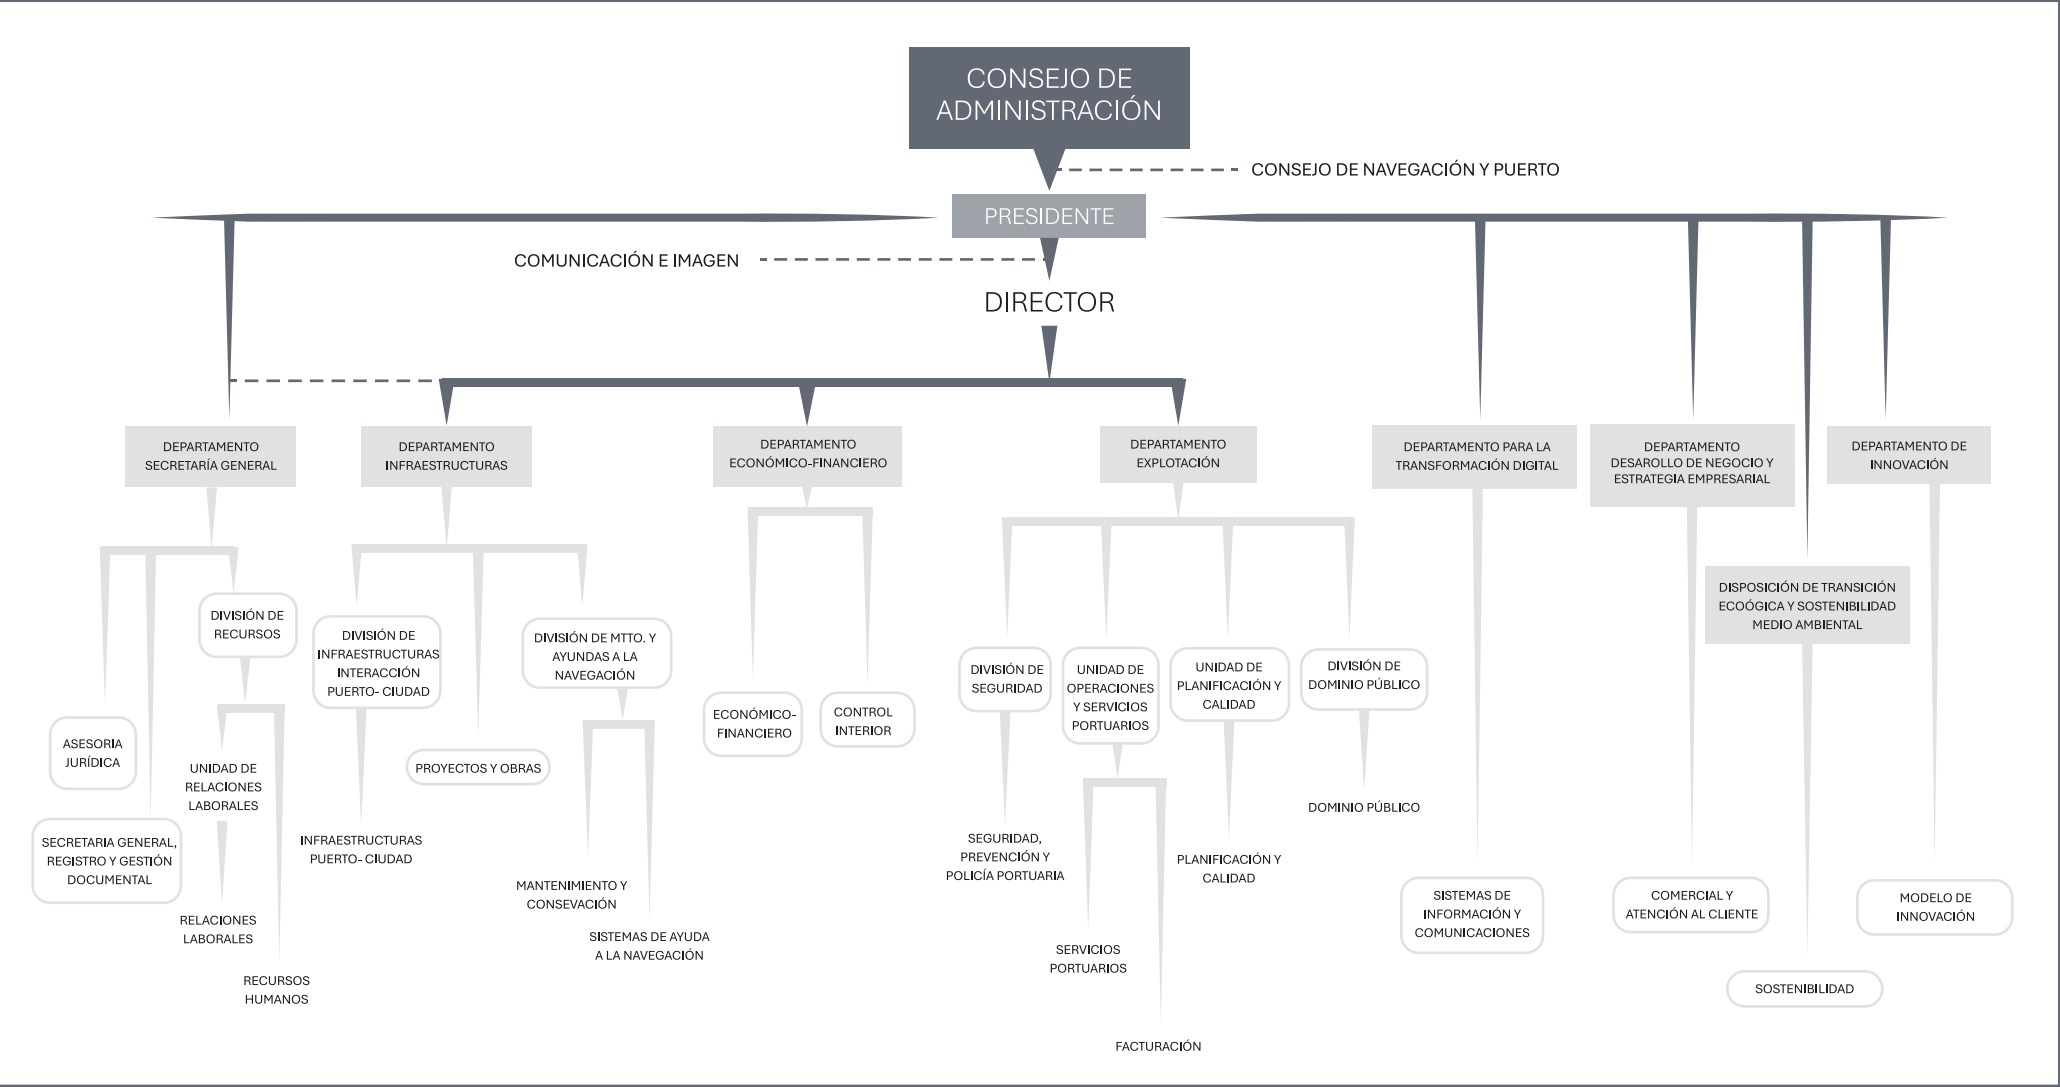 CONSEJO DE
ADMINISTRACIÓN
CONSEJO DE NAVEGACIÓN Y PUERTO
PRESIDENTE
COMUNICACIÓN E IMAGEN
DIRECTOR
DEPARTAMENTO
SECRETARÍA GENERAL
DEPARTAMENTO
INFRAESTRUCTURAS
DEPARTAMENTO
ECONÓMICO-FINANCIERO
DEPARTAMENTO
EXPLOTACIÓN
DEPARTAMENTO PARA LA
TRANSFORMACIÓN DIGITAL
DEPARTAMENTO
DESAROLLO DE NEGOCIO Y
ESTRATEGIA EMPRESARIAL
DEPARTAMENTO DE
INNOVACIÓN
DISPOSICIÓN DE TRANSICIÓN
ECOÓGICA Y SOSTENIBILIDAD
MEDIO AMBIENTAL
DIVISIÓN DE
RECURSOS
DIVISIÓN DE
INFRAESTRUCTURAS
INTERACCIÓN
PUERTO- CIUDAD
DIVISIÓN DE MTTO. Y
AYUNDAS A LA
NAVEGACIÓN
DIVISIÓN DE
SEGURIDAD
UNIDAD DE
OPERACIONES
Y SERVICIOS
PORTUARIOS
UNIDAD DE
PLANIFICACIÓN Y
CALIDAD
DIVISIÓN DE
DOMINIO PÚBLICO
ECONÓMICO-
FINANCIERO
CONTROL
INTERIOR
ASESORIA
JURÍDICA
UNIDAD DE
RELACIONES
LABORALES
PROYECTOS Y OBRAS
DOMINIO PÚBLICO
SECRETARIA GENERAL,
REGISTRO Y GESTIÓN
DOCUMENTAL
INFRAESTRUCTURAS
PUERTO- CIUDAD
SEGURIDAD,
PREVENCIÓN Y
POLICÍA PORTUARIA
PLANIFICACIÓN Y
CALIDAD
MANTENIMIENTO Y
CONSEVACIÓN
SISTEMAS DE
INFORMACIÓN Y
COMUNICACIONES
COMERCIAL Y
ATENCIÓN AL CLIENTE
MODELO DE
INNOVACIÓN
RELACIONES
LABORALES
SISTEMAS DE AYUDA
A LA NAVEGACIÓN
SERVICIOS
PORTUARIOS
RECURSOS
HUMANOS
SOSTENIBILIDAD
FACTURACIÓN